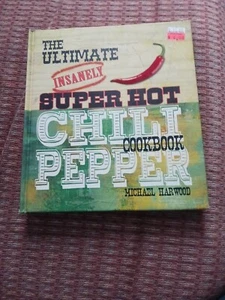 THE
ULTIMATE
INSANELY
SUPER HOT
CHILI
COOKBOOK
PEPPER
MICHAEL HARWOOD